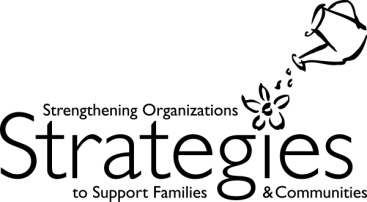 Strengthening Organizations
Strategies
to Support Families & Communities